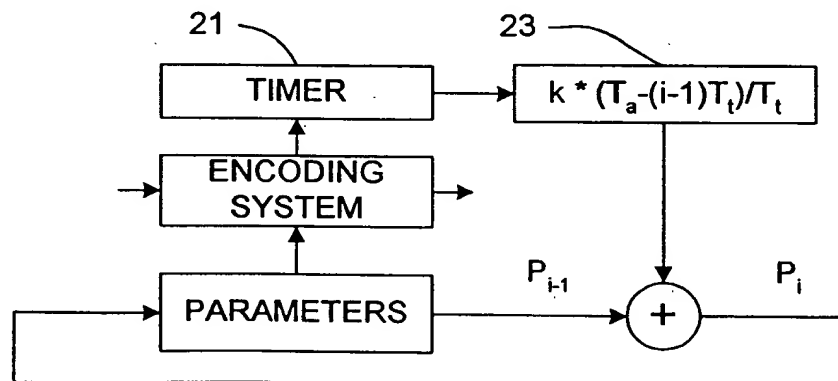 21
23
TIMER
k * (Tₐ-(i-1)Tₜ)/Tₜ
ENCODING
SYSTEM
Pᵢ₋₁
Pᵢ
PARAMETERS
+